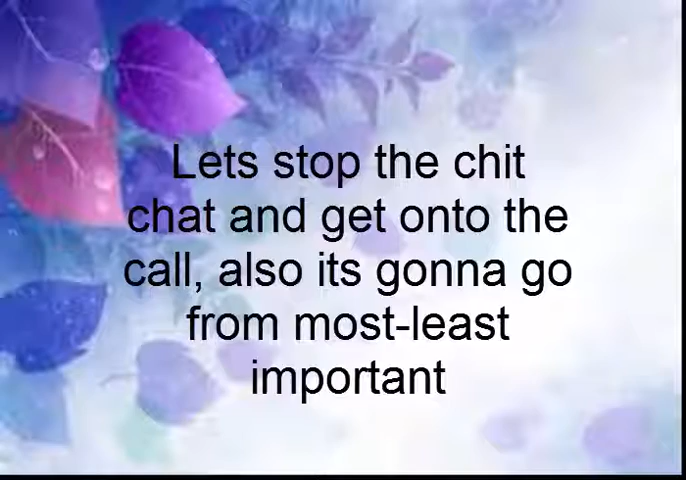 Lets stop the chit
chat and get onto the
call, also its gonna go
from most-least
important